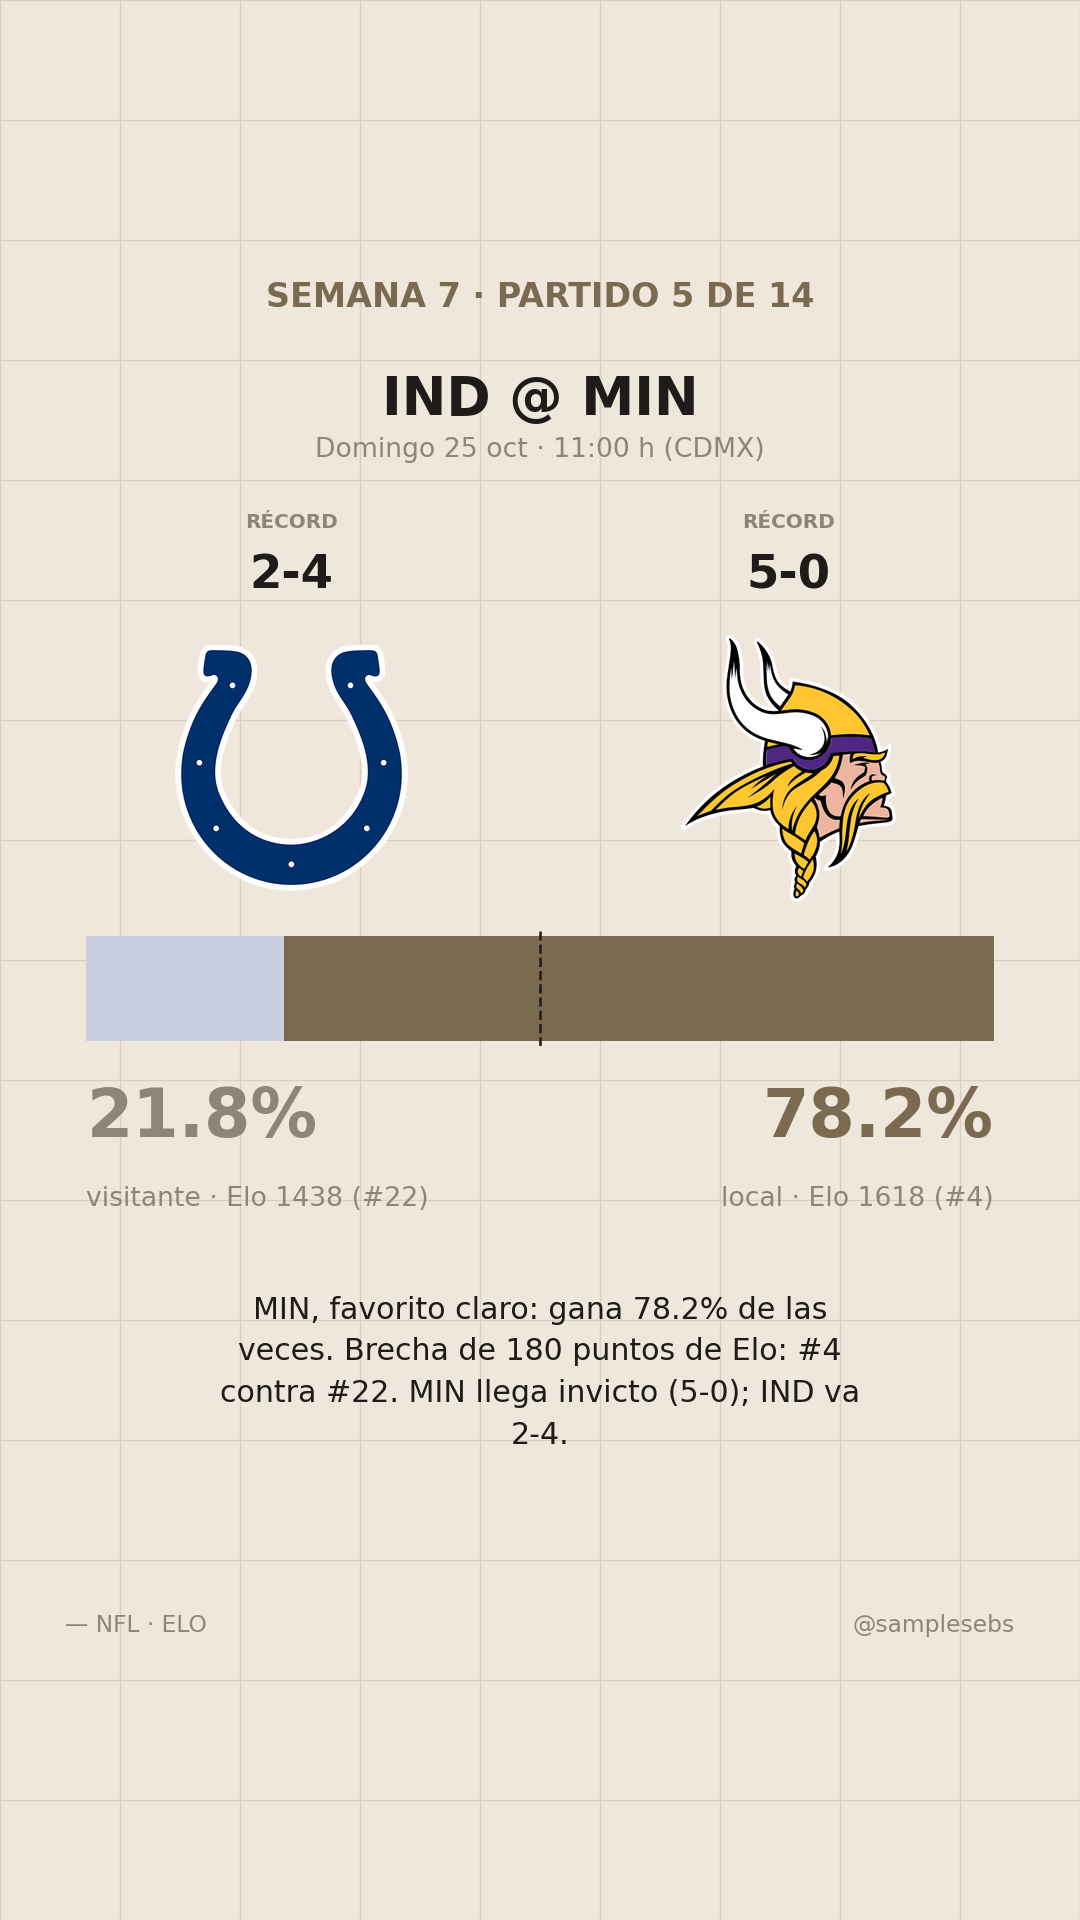 SEMANA 7 · PARTIDO 5 DE 14
IND @ MIN
Domingo 25 oct · 11:00 h (CDMX)
RÉCORD
2-4
RÉCORD
5-0
21.8%
78.2%
visitante · Elo 1438 (#22)
local · Elo 1618 (#4)
MIN, favorito claro: gana 78.2% de las
veces. Brecha de 180 puntos de Elo: #4
contra #22. MIN llega invicto (5-0); IND va
2-4.
— NFL · ELO
@samplesebs